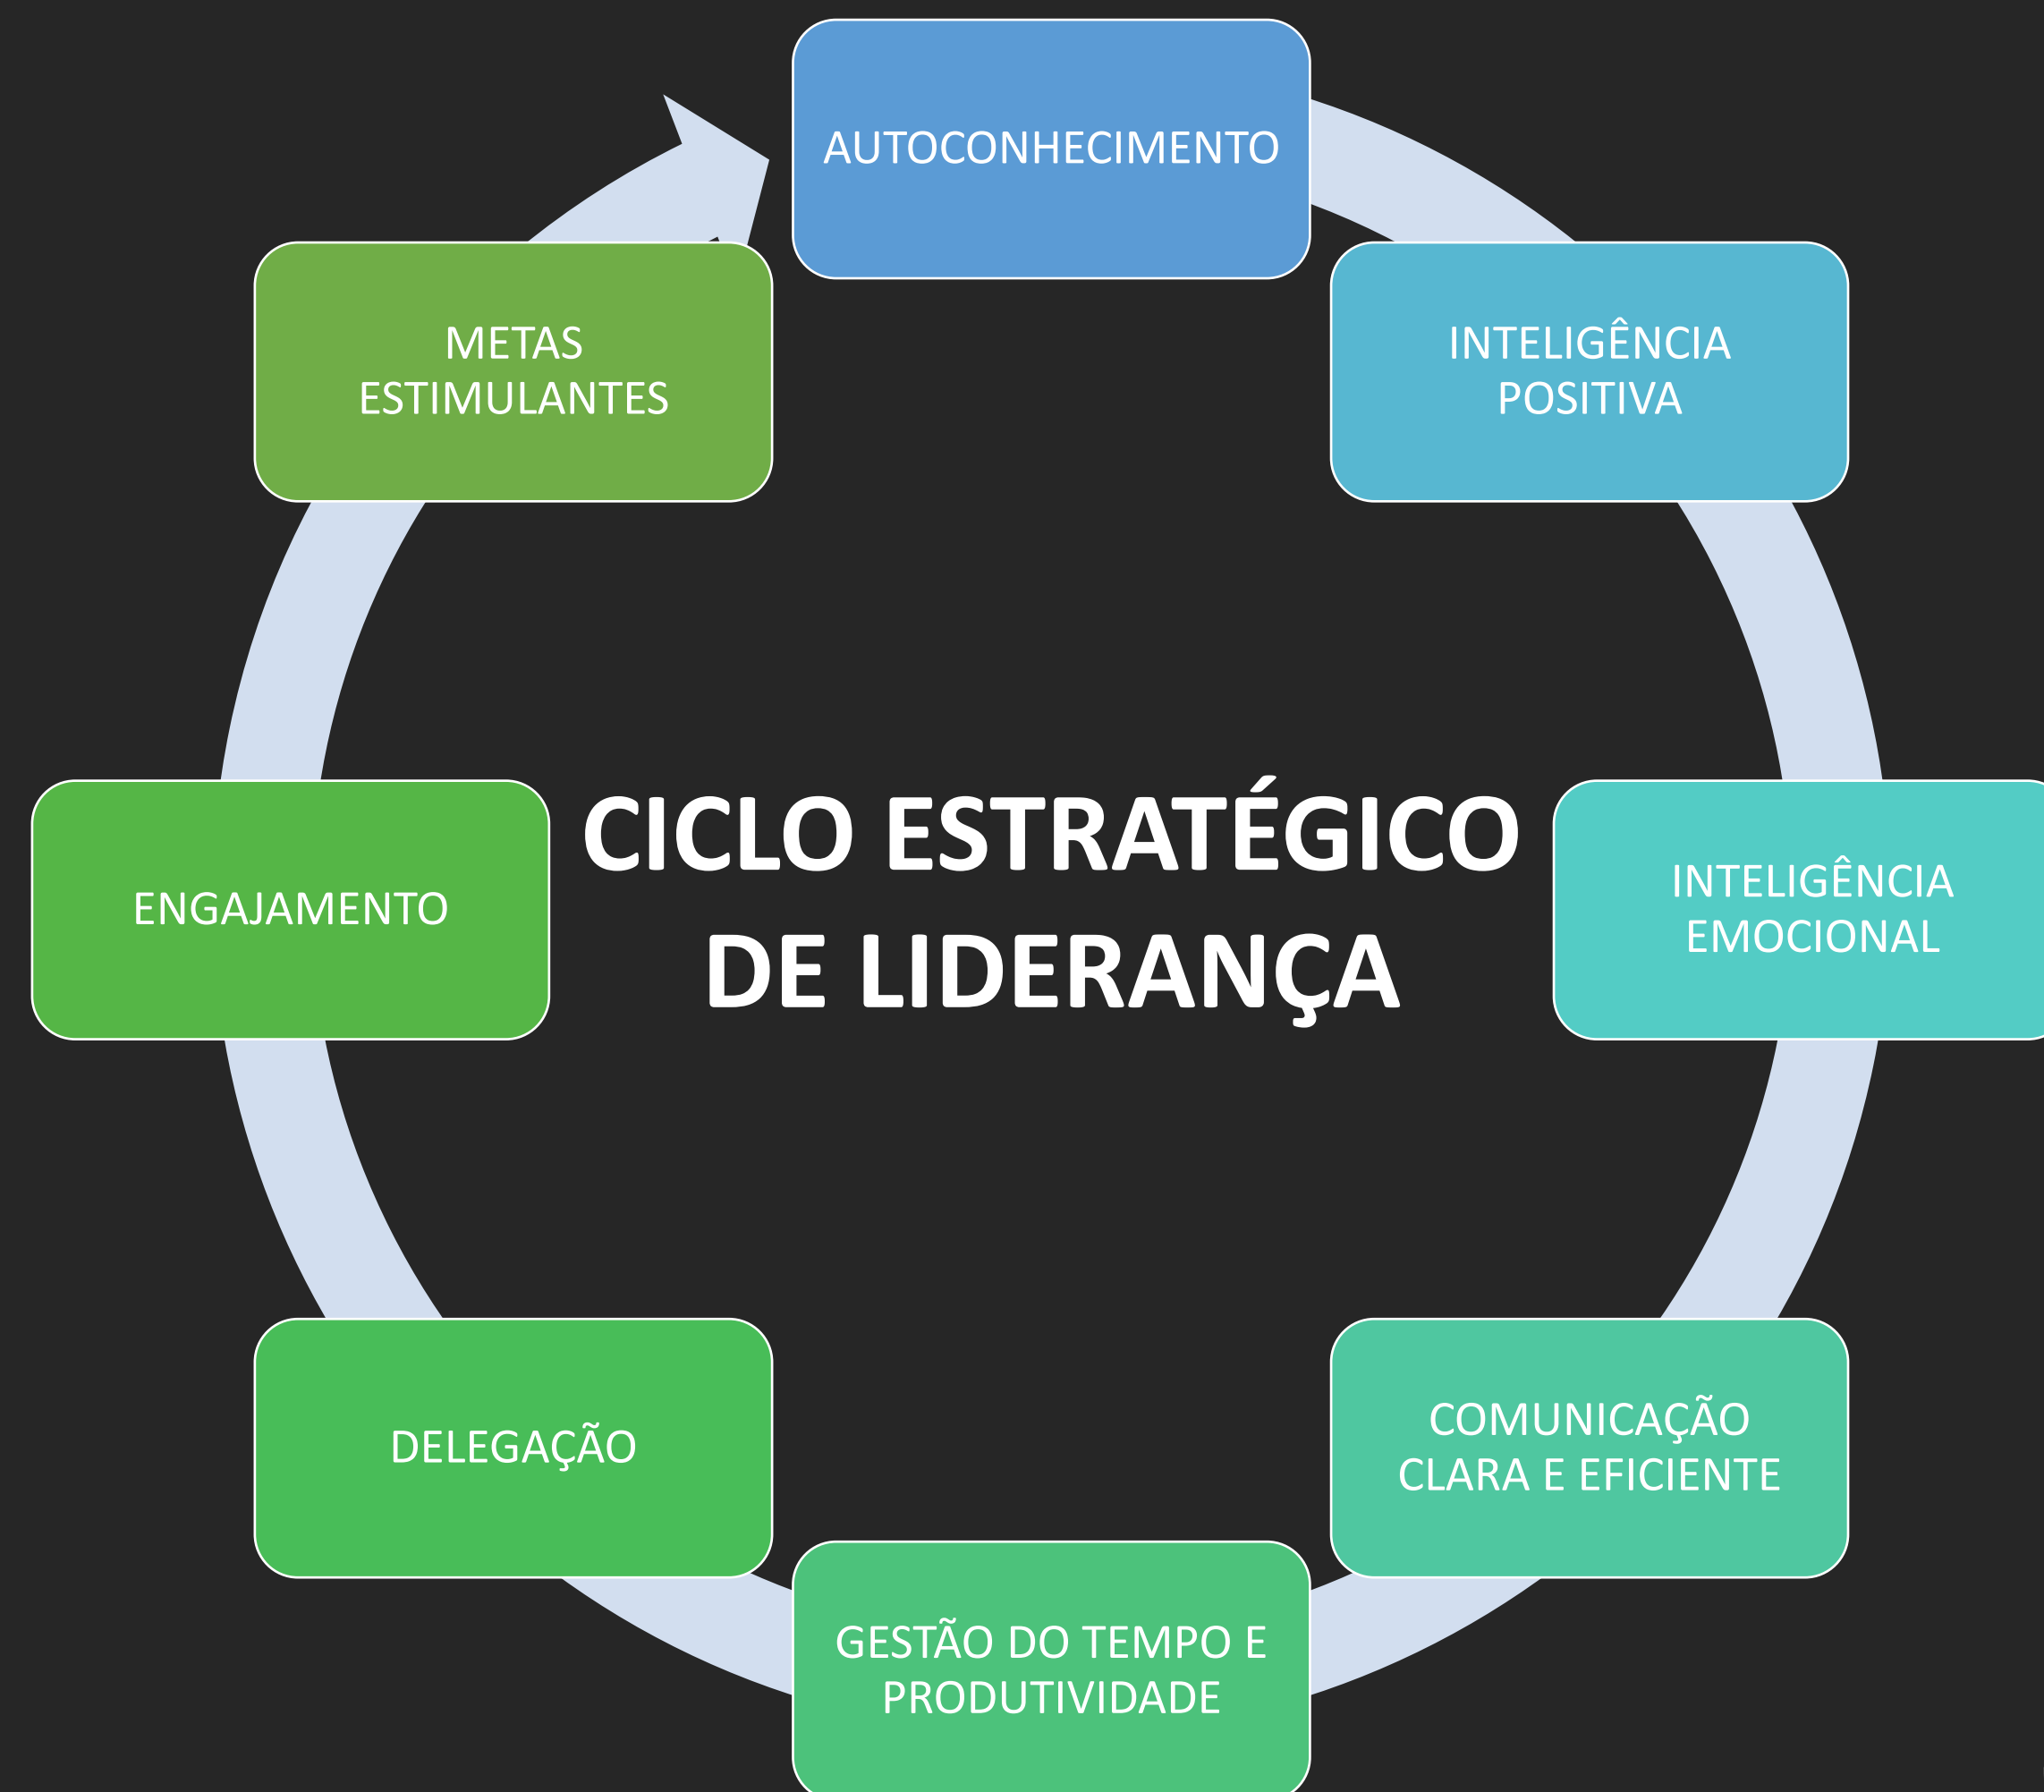 AUTOCONHECIMENTO
INTELIGÊNCIA
POSITIVA
INTELIGÊNCIA
EMOCIONAL
COMUNICAÇÃO
CLARA E EFICIENTE
GESTÃO DO TEMPO E
PRODUTIVIDADE
DELEGAÇÃO
ENGAJAMENTO
METAS
ESTIMULANTES
CICLO ESTRATÉGICO
DE LIDERANÇA